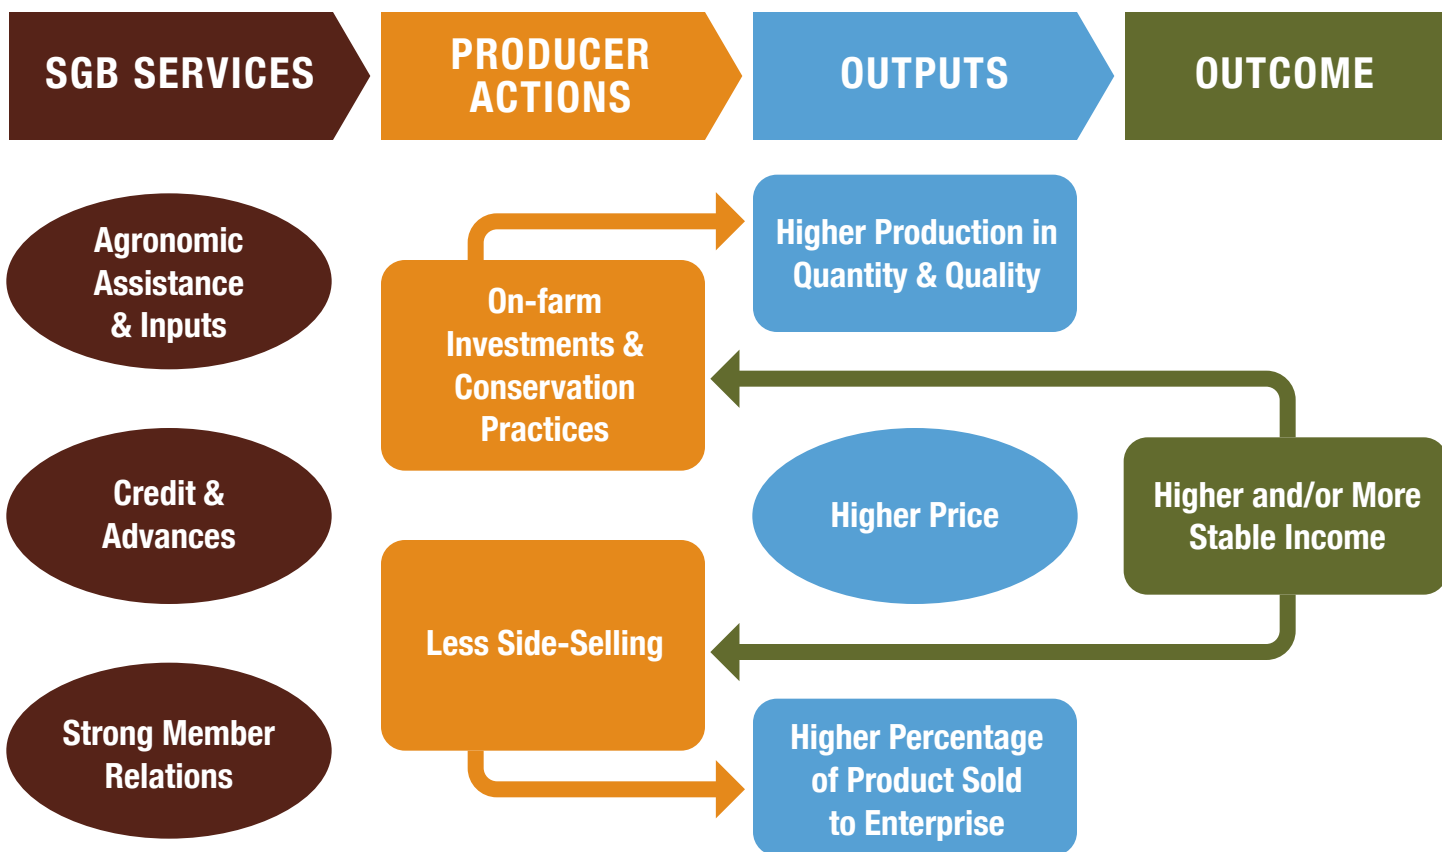 SGB SERVICES
PRODUCER
ACTIONS
OUTPUTS
OUTCOME
Agronomic
Assistance
& Inputs
Credit &
Advances
Strong Member
Relations
On-farm
Investments &
Conservation
Practices
Less Side-Selling
Higher Production in
Quantity & Quality
Higher Price
Higher Percentage
of Product Sold
to Enterprise
Higher and/or More
Stable Income